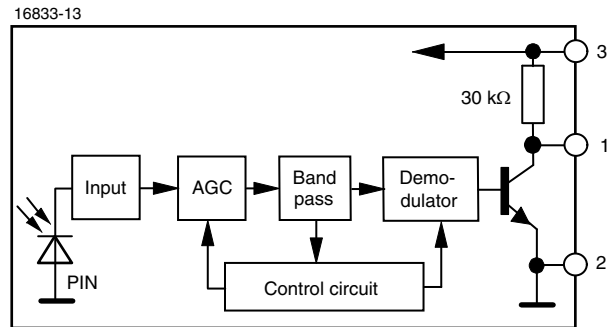 16833-13
3
30 kΩ
1
Input
AGC
Band
pass
Demo-
dulator
2
PIN
Control circuit